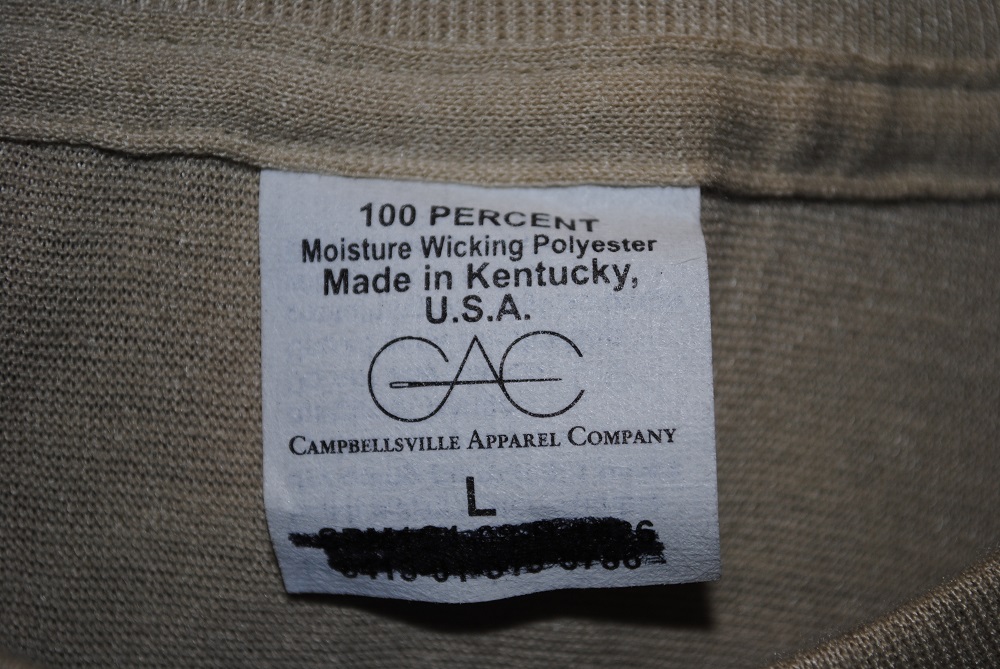 100 PERCENT
Moisture Wicking Polyester
Made in Kentucky,
U.S.A.
CAC
CAMPBELLSVILLE APPAREL COMPANY
L